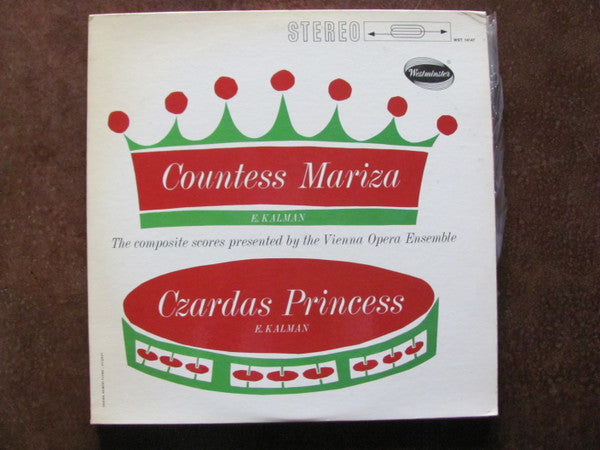 STEREO
WST 14147
Westminster
Countess Mariza
E. KALMAN
The composite scores presented by the Vienna Opera Ensemble
Czardas Princess
E. KALMAN